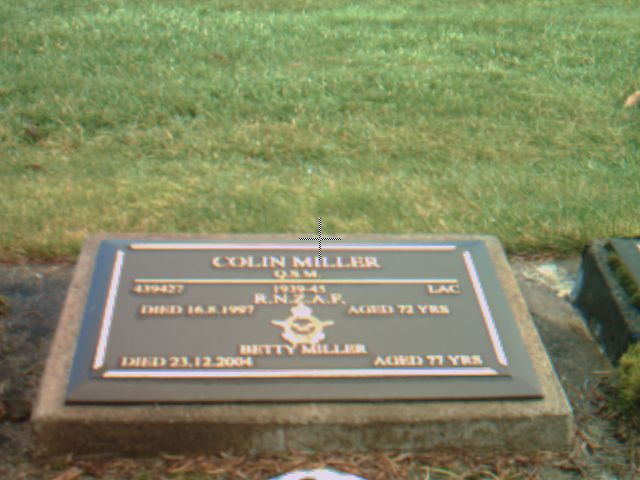 COLIN MILLER
Q.S.M.
439427 1939-45 LAC
R.N.Z.A.F.
DIED 16.8.1997 AGED 72 YRS
BETTY MILLER
DIED 23.12.2004 AGED 77 YRS